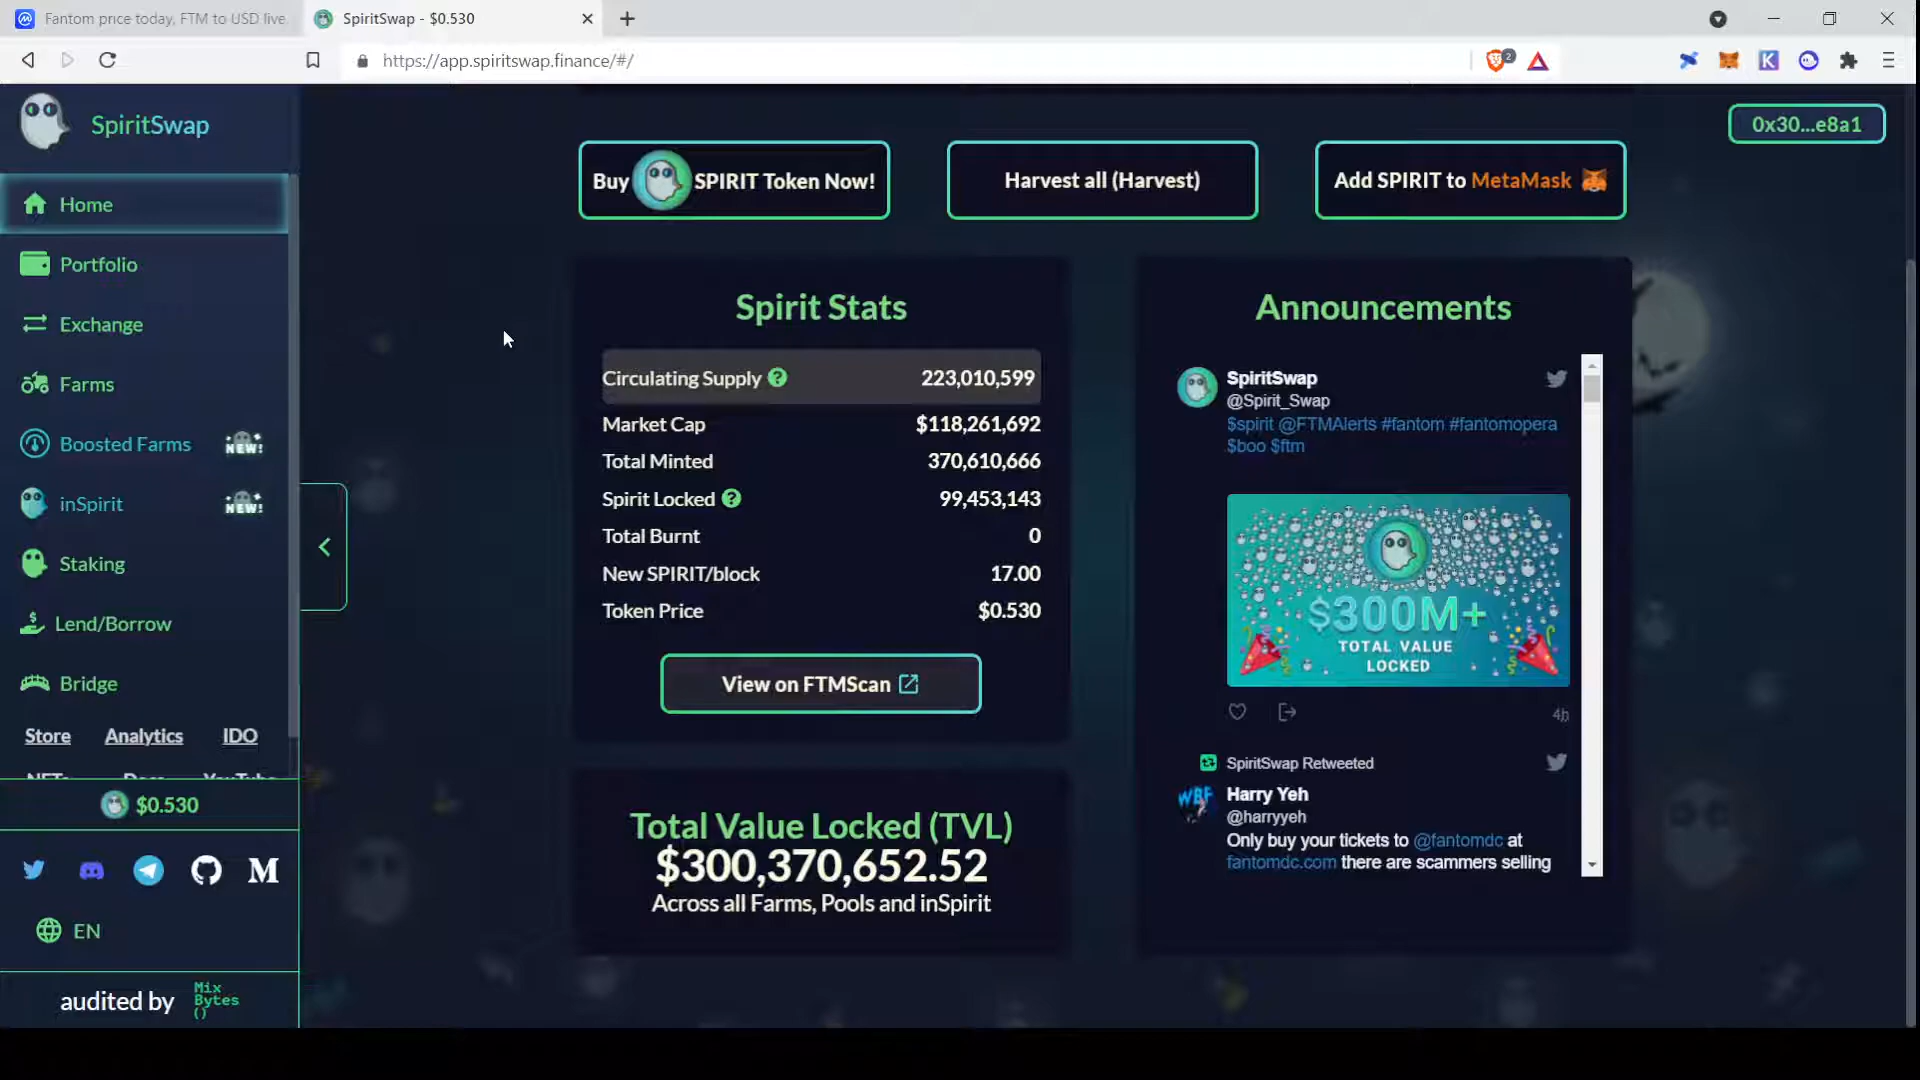 Fantom price today, FTM to USD live
SpiritSwap - $0.530
https://app.spiritswap.finance/#/
2
SpiritSwap
0x30...e8a1
Home
Portfolio
Exchange
Farms
Boosted Farms
NEW!
inSpirit
NEW!
Staking
Lend/Borrow
Bridge
Store Analytics IDO
NFTs Docs YouTube
$0.530
EN
audited by
Mix
Bytes
()
Buy SPIRIT Token Now!
Harvest all (Harvest)
Add SPIRIT to MetaMask
Spirit Stats
Circulating Supply 223,010,599
Market Cap $118,261,692
Total Minted 370,610,666
Spirit Locked 99,453,143
Total Burnt 0
New SPIRIT/block 17.00
Token Price $0.530
View on FTMScan
Total Value Locked (TVL)
$300,370,652.52
Across all Farms, Pools and inSpirit
Announcements
SpiritSwap
@Spirit_Swap
$spirit @FTMAlerts #fantom #fantomopera
$boo $ftm
$300M+
TOTAL VALUE
LOCKED
4h
SpiritSwap Retweeted
WBF
Harry Yeh
@harryyeh
Only buy your tickets to @fantomdc at
fantomdc.com there are scammers selling